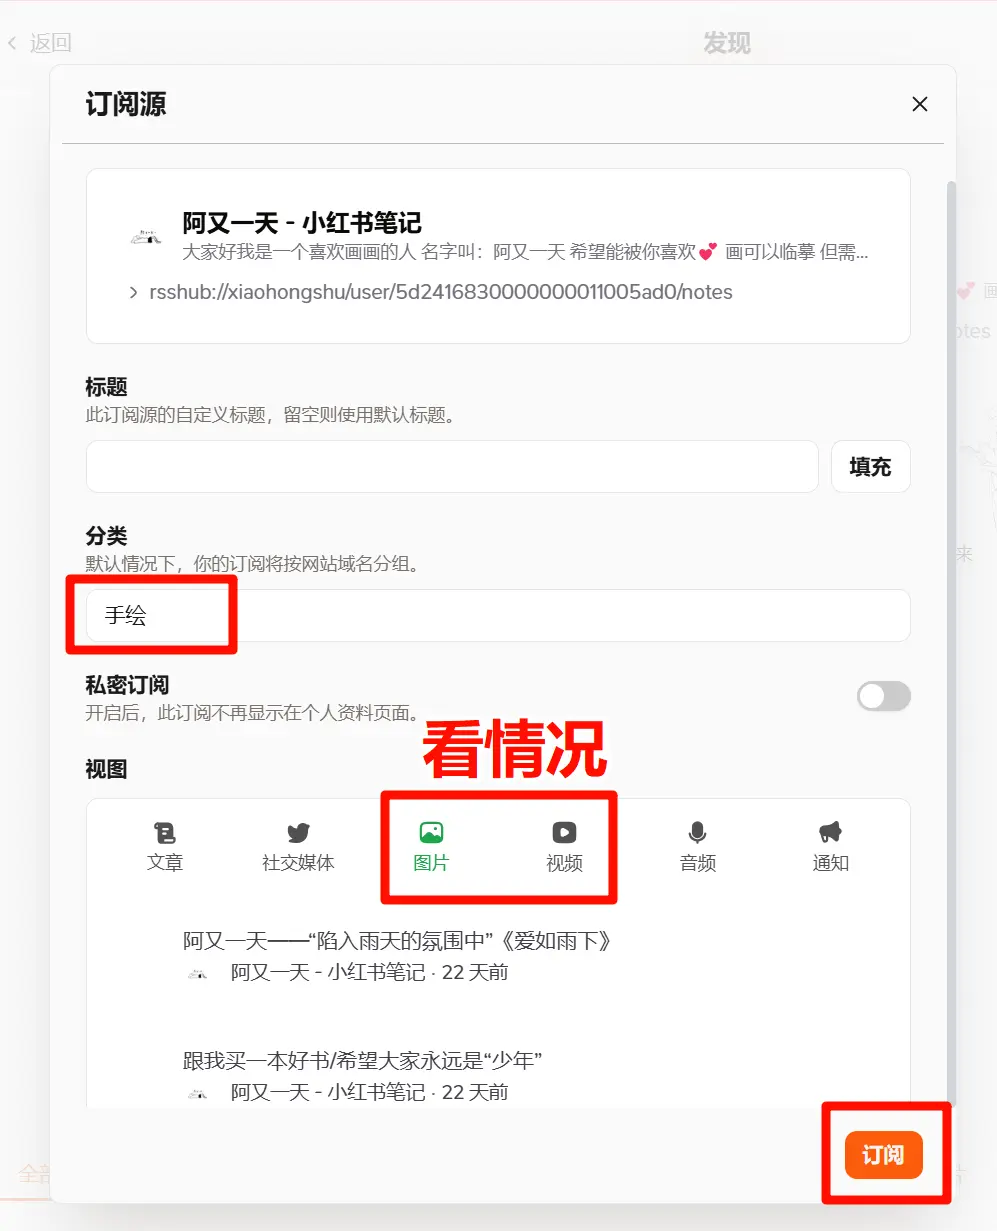 返回
发现
订阅源
阿又一天 - 小红书笔记
大家好我是一个喜欢画画的人 名字叫：阿又一天 希望能被你喜欢💕 画可以临摹 但需...
rsshub://xiaohongshu/user/5d2416830000000011005ad0/notes
标题
此订阅源的自定义标题，留空则使用默认标题。
填充
分类
默认情况下，你的订阅将按网站域名分组。
手绘
私密订阅
开启后，此订阅不再显示在个人资料页面。
看情况
视图
文章
社交媒体
图片
视频
音频
通知
阿又一天——“陷入雨天的氛围中”《爱如雨下》
阿又一天 - 小红书笔记 · 22 天前
跟我买一本好书/希望大家永远是“少年”
阿又一天 - 小红书笔记 · 22 天前
订阅